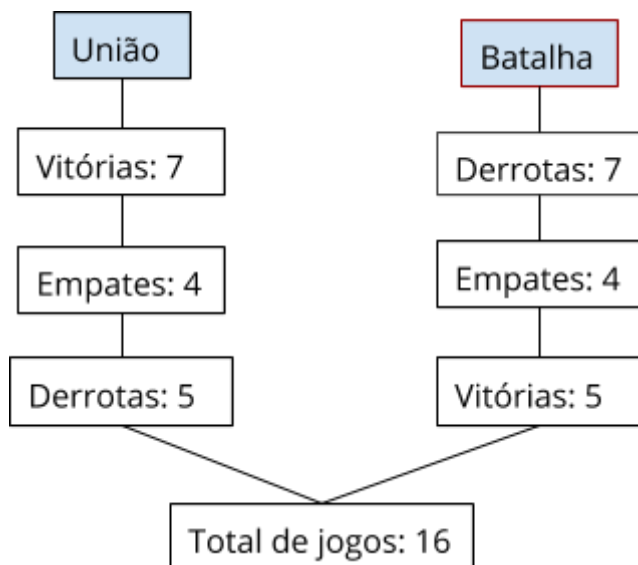 União
Vitórias: 7
Empates: 4
Derrotas: 5
Batalha
Derrotas: 7
Empates: 4
Vitórias: 5
Total de jogos: 16